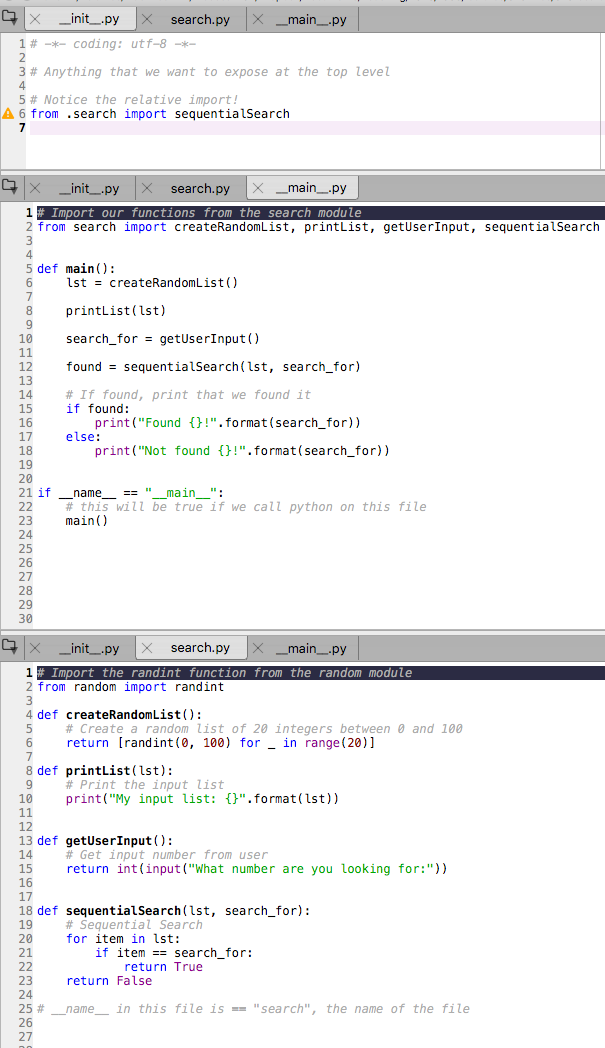 __init__.py search.py __main__.py
1 # -*- coding: utf-8 -*-
2
3 # Anything that we want to expose at the top level
4
5 # Notice the relative import!
6 from .search import sequentialSearch
7
__init__.py search.py __main__.py
1 # Import our functions from the search module
2 from search import createRandomList, printList, getUserInput, sequentialSearch
3
4
5 def main():
6     lst = createRandomList()
7
8     printList(lst)
9
10     search_for = getUserInput()
11
12     found = sequentialSearch(lst, search_for)
13
14     # If found, print that we found it
15     if found:
16         print("Found {}!".format(search_for))
17     else:
18         print("Not found {}!".format(search_for))
19
20
21 if __name__ == "__main__":
22     # this will be true if we call python on this file
23     main()
24
25
26
27
28
29
30
__init__.py search.py __main__.py
1 # Import the randint function from the random module
2 from random import randint
3
4 def createRandomList():
5     # Create a random list of 20 integers between 0 and 100
6     return [randint(0, 100) for _ in range(20)]
7
8 def printList(lst):
9     # Print the input list
10     print("My input list: {}".format(lst))
11
12
13 def getUserInput():
14     # Get input number from user
15     return int(input("What number are you looking for:"))
16
17
18 def sequentialSearch(lst, search_for):
19     # Sequential Search
20     for item in lst:
21         if item == search_for:
22             return True
23     return False
24
25 # __name__ in this file is == "search", the name of the file
26
27